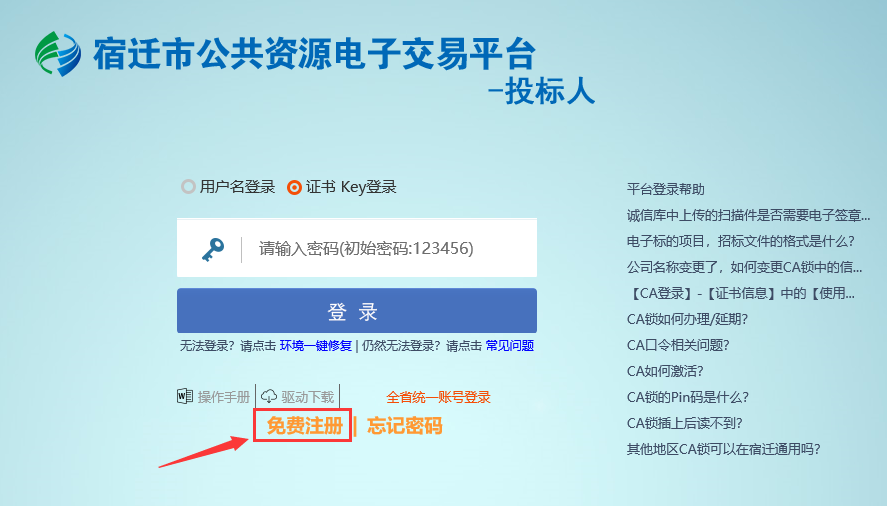 宿迁市公共资源电子交易平台
-投标人
用户名登录 证书 Key登录
请输入密码(初始密码:123456)
登 录
无法登录？请点击 环境一键修复 | 仍然无法登录？请点击 常见问题
操作手册 驱动下载 全省统一账号登录
免费注册 | 忘记密码
平台登录帮助
诚信库中上传的扫描件是否需要电子签章...
电子标的项目，招标文件的格式是什么？
公司名称变更了，如何变更CA锁中的信...
【CA登录】-【证书信息】中的【使用...
CA锁如何办理/延期？
CA口令相关问题？
CA如何激活？
CA锁的Pin码是什么？
CA锁插上后读不到？
其他地区CA锁可以在宿迁通用吗？